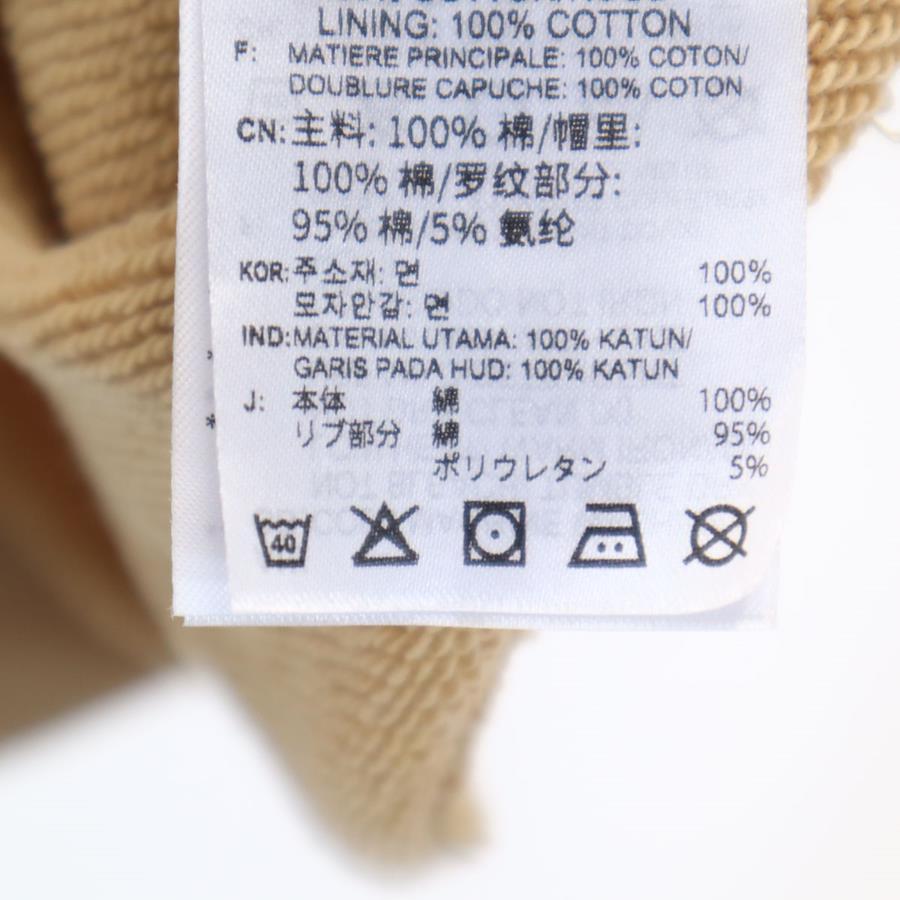 LINING: 100% COTTON
F: MATIERE PRINCIPALE: 100% COTON/
DOUBLURE CAPUCHE: 100% COTON
CN: 主料: 100% 棉/帽里:
100% 棉/罗纹部分:
95% 棉/5% 氨纶
KOR: 주소재: 면 100%
모자안감: 면 100%
IND: MATERIAL UTAMA: 100% KATUN/
GARIS PADA HUD: 100% KATUN
J: 本体 綿 100%
リブ部分 綿 95%
ポリウレタン 5%
40